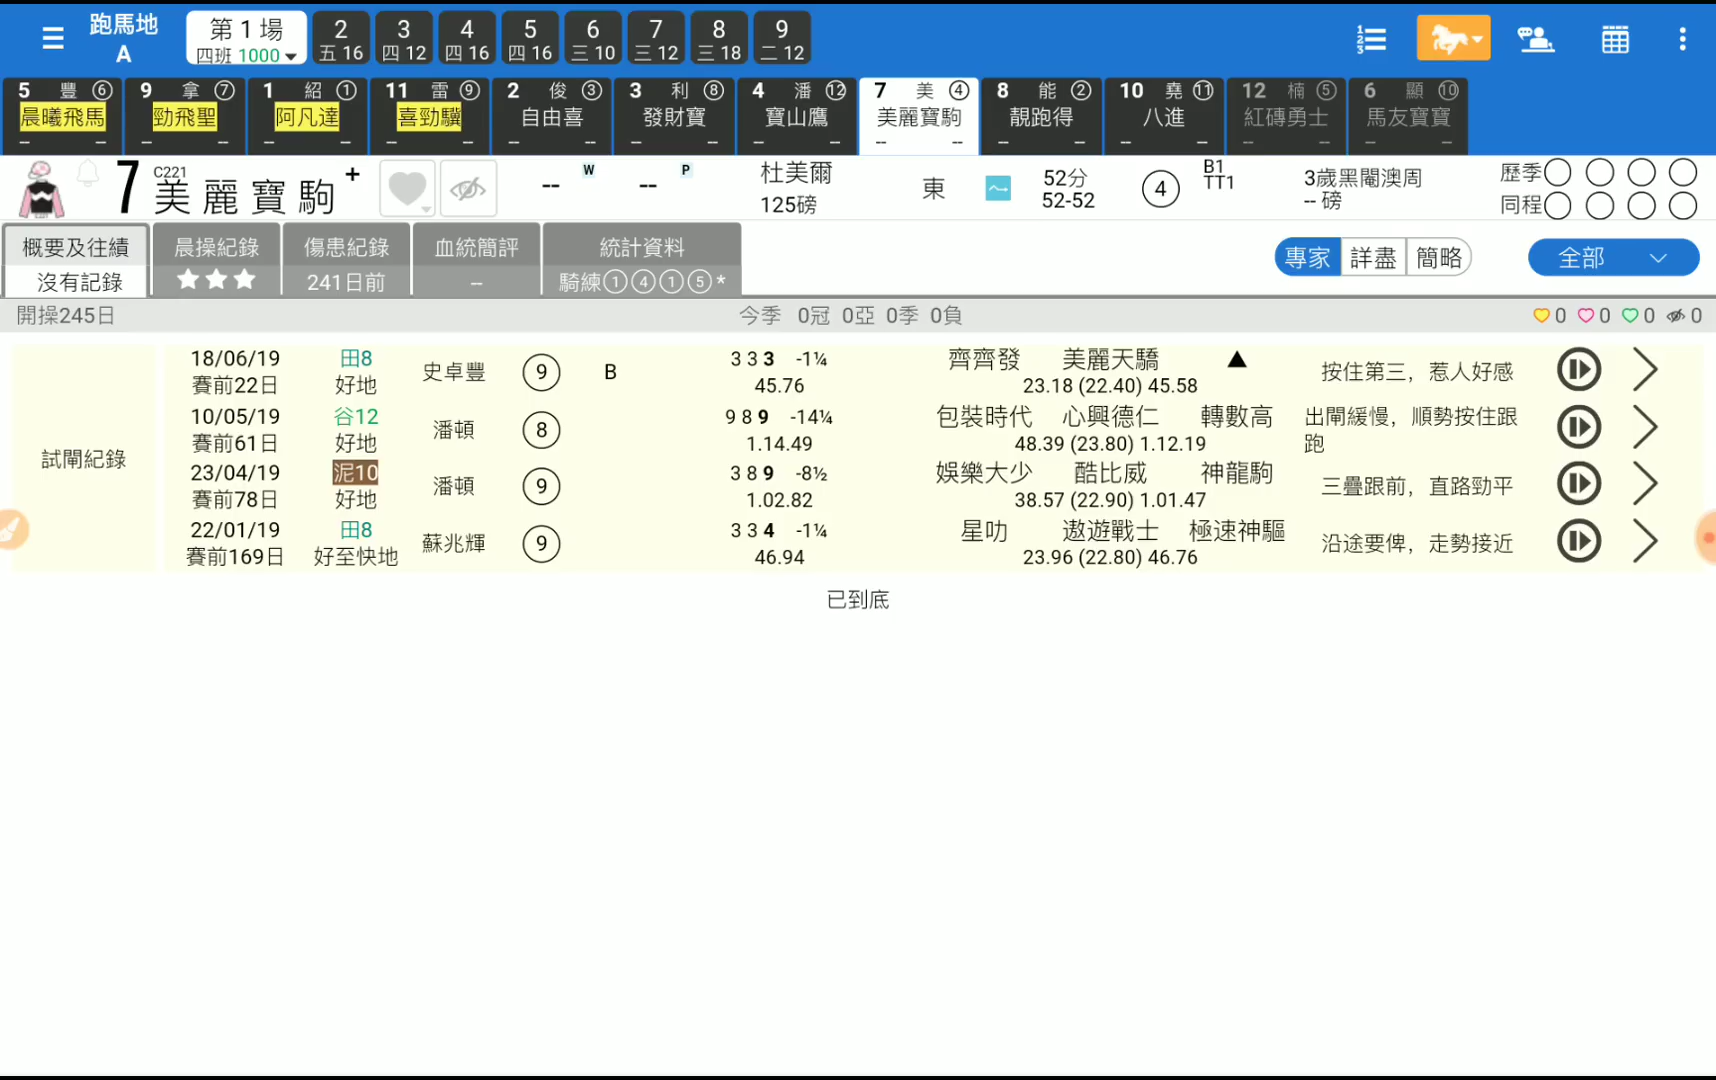 跑馬地 A
第 1 場 四班 1000
2 五 16
3 四 12
4 四 16
5 四 16
6 三 10
7 三 12
8 三 18
9 二 12
5 豐 ⑥ 晨曦飛馬 -- --
9 拿 ⑦ 勁飛聖 -- --
1 紹 ① 阿凡達 -- --
11 雷 ⑨ 喜勁驥 -- --
2 俊 ③ 自由喜 -- --
3 利 ⑧ 發財寶 -- --
4 潘 ⑫ 寶山鷹 -- --
7 美 ④ 美麗寶駒 -- --
8 能 ② 靚跑得 -- --
10 堯 ⑪ 八進 -- --
12 楠 ⑤ 紅磚勇士 -- --
6 顯 ⑩ 馬友寶寶 -- --
7 C221 美麗寶駒 +
-- W -- P
杜美爾 125磅
東
52分 52-52
④
B1 TT1
3歲黑閹澳周 -- 磅
歷季
同程
概要及往績 沒有記錄
晨操紀錄 ★★★
傷患紀錄 241日前
血統簡評 --
統計資料 騎練①④①⑤*
專家 詳盡 簡略
全部
開操245日
今季 0冠 0亞 0季 0負
0 0 0 0
試閘紀錄
18/06/19 田8 史卓豐 ⑨ B 3 3 3 -1¼ 齊齊發 美麗天驕 ▲ 按住第三，惹人好感
賽前22日 好地 45.76 23.18 (22.40) 45.58
10/05/19 谷12 潘頓 ⑧ 9 8 9 -14¼ 包裝時代 心興德仁 轉數高 出閘緩慢，順勢按住跟跑
賽前61日 好地 1.14.49 48.39 (23.80) 1.12.19
23/04/19 泥10 潘頓 ⑨ 3 8 9 -8½ 娛樂大少 酷比威 神龍駒 三疊跟前，直路勁平
賽前78日 好地 1.02.82 38.57 (22.90) 1.01.47
22/01/19 田8 蘇兆輝 ⑨ 3 3 4 -1¼ 星叻 遨遊戰士 極速神驅 沿途要俾，走勢接近
賽前169日 好至快地 46.94 23.96 (22.80) 46.76
已到底